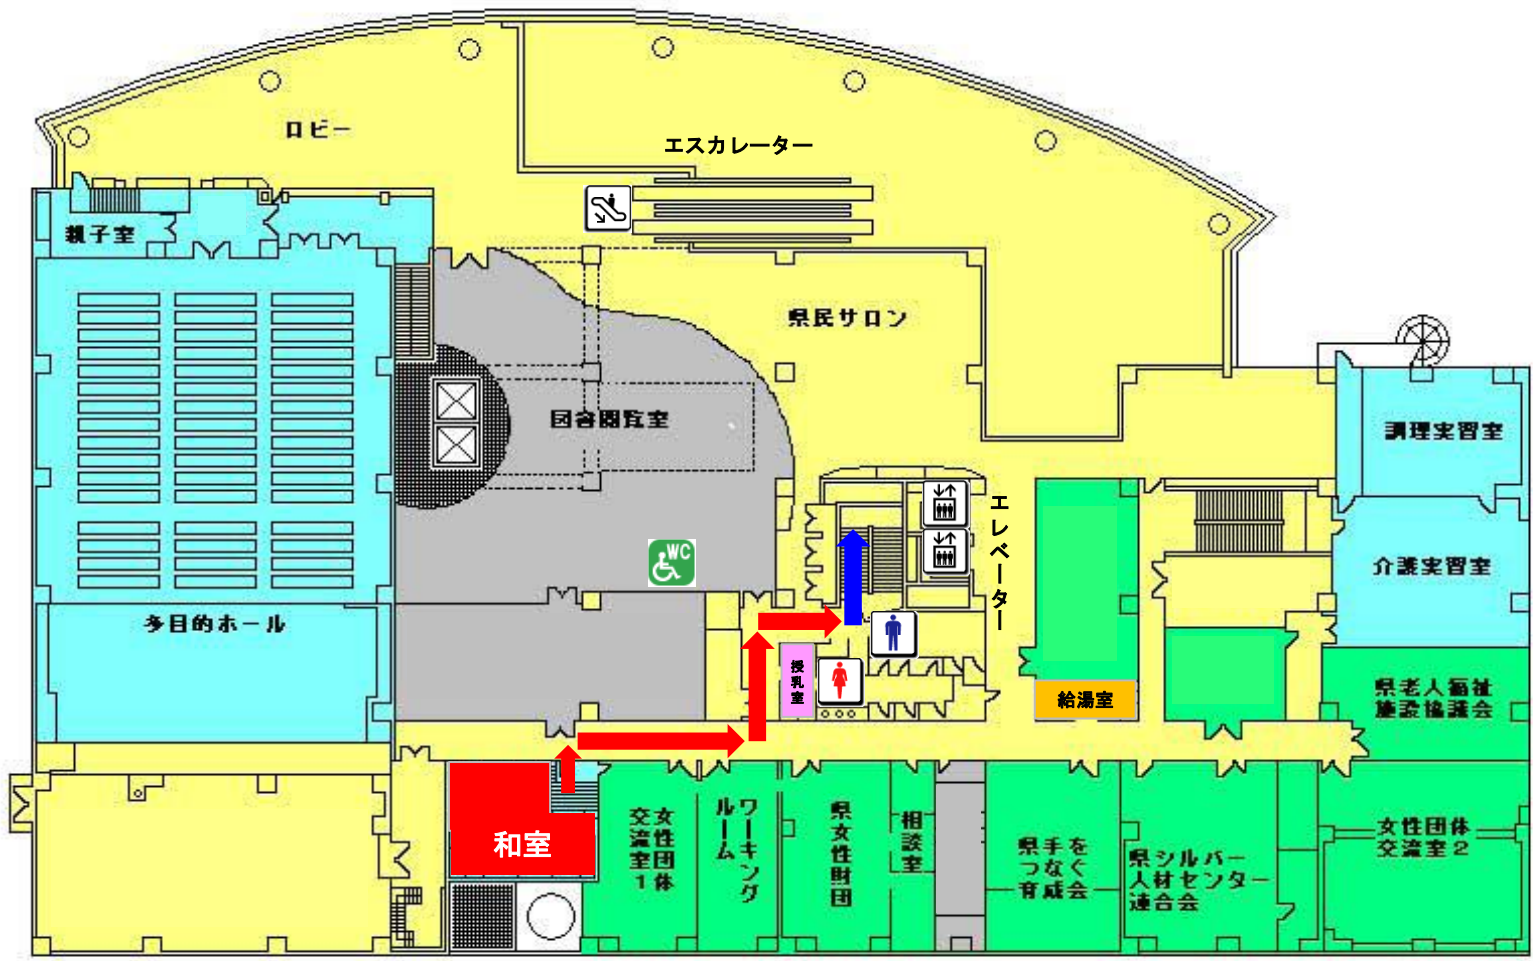 ロビー
エスカレーター
親子室
県民サロン
図書閲覧室
調理実習室
エレベーター
WC
介護実習室
多目的ホール
授乳室
給湯室
県老人福祉
施設協議会
和室
女性団体
交流室1
ワーキング
ルーム
県女性財団
相談室
県手を
つなぐ
育成会
県シルバー
人材センター
連合会
女性団体
交流室2